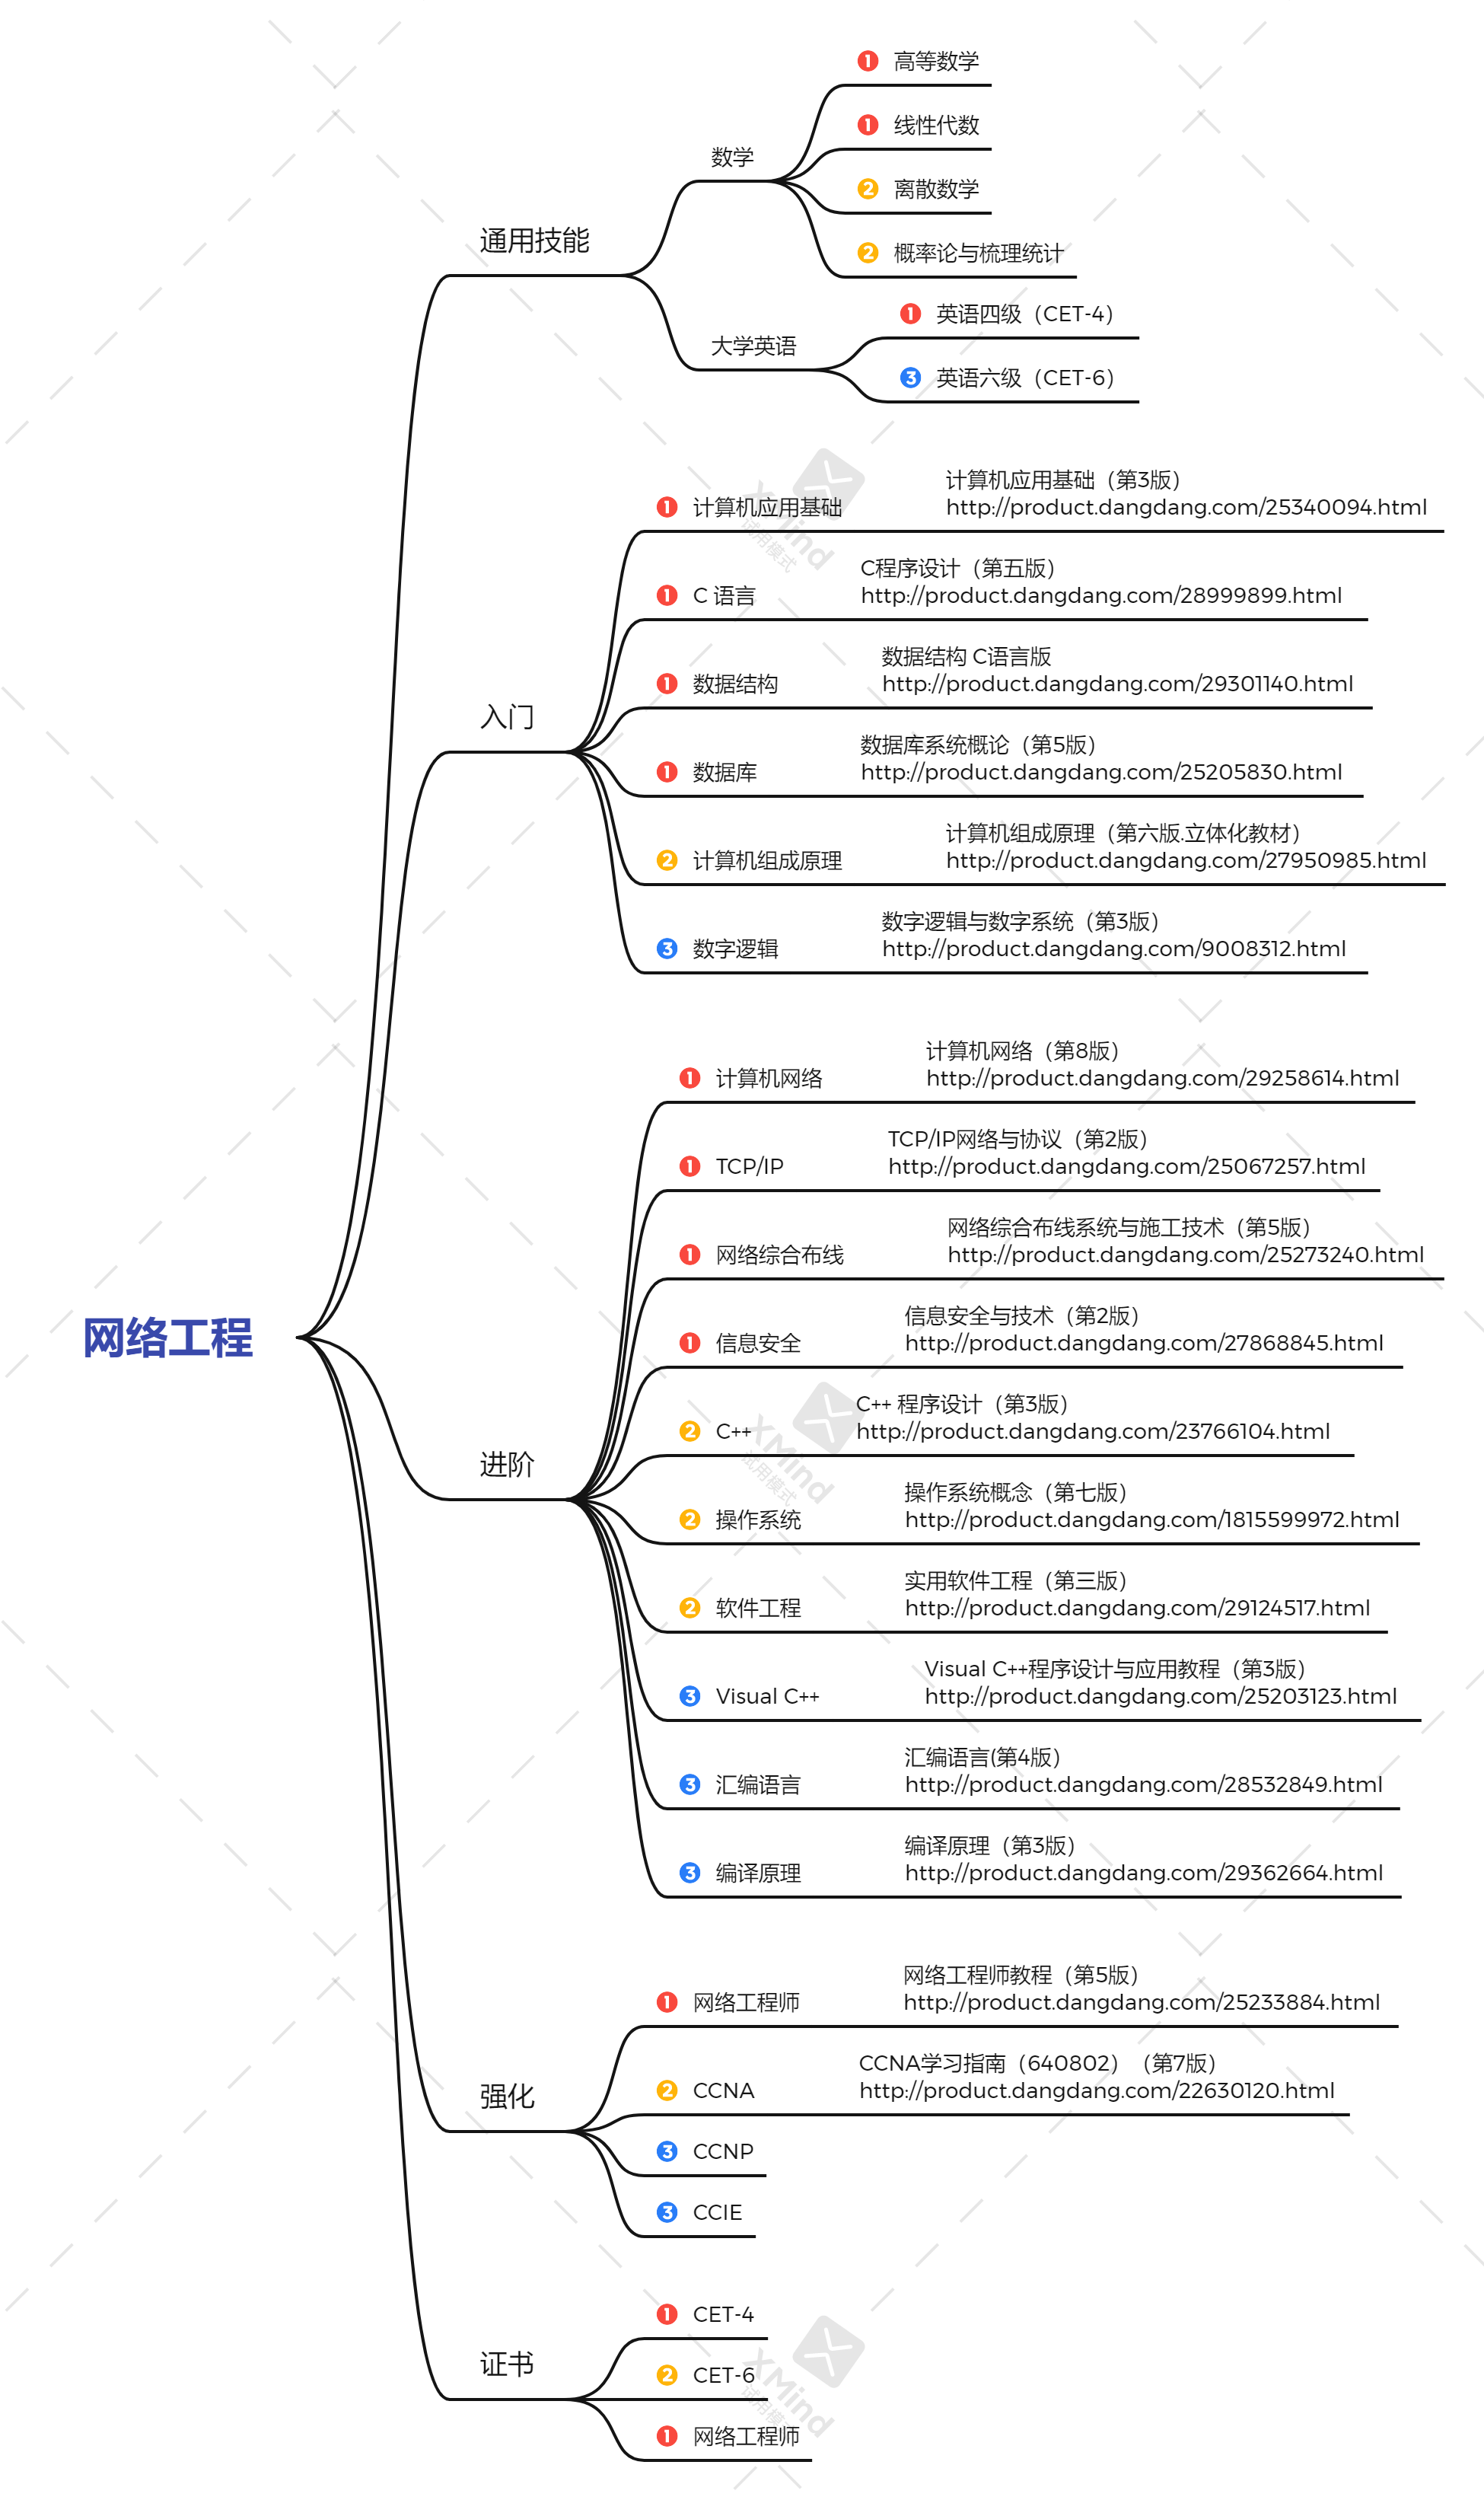 网络工程
通用技能
数学
1 高等数学
1 线性代数
2 离散数学
2 概率论与梳理统计
大学英语
1 英语四级（CET-4）
3 英语六级（CET-6）
入门
1 计算机应用基础
计算机应用基础（第3版）
http://product.dangdang.com/25340094.html
1 C 语言
C程序设计（第五版）
http://product.dangdang.com/28999899.html
1 数据结构
数据结构 C语言版
http://product.dangdang.com/29301140.html
1 数据库
数据库系统概论（第5版）
http://product.dangdang.com/25205830.html
2 计算机组成原理
计算机组成原理（第六版.立体化教材）
http://product.dangdang.com/27950985.html
3 数字逻辑
数字逻辑与数字系统（第3版）
http://product.dangdang.com/9008312.html
进阶
1 计算机网络
计算机网络（第8版）
http://product.dangdang.com/29258614.html
1 TCP/IP
TCP/IP网络与协议（第2版）
http://product.dangdang.com/25067257.html
1 网络综合布线
网络综合布线系统与施工技术（第5版）
http://product.dangdang.com/25273240.html
1 信息安全
信息安全与技术（第2版）
http://product.dangdang.com/27868845.html
2 C++
C++ 程序设计（第3版）
http://product.dangdang.com/23766104.html
2 操作系统
操作系统概念（第七版）
http://product.dangdang.com/1815599972.html
2 软件工程
实用软件工程（第三版）
http://product.dangdang.com/29124517.html
3 Visual C++
Visual C++程序设计与应用教程（第3版）
http://product.dangdang.com/25203123.html
3 汇编语言
汇编语言(第4版）
http://product.dangdang.com/28532849.html
3 编译原理
编译原理（第3版）
http://product.dangdang.com/29362664.html
强化
1 网络工程师
网络工程师教程（第5版）
http://product.dangdang.com/25233884.html
2 CCNA
CCNA学习指南（640802）（第7版）
http://product.dangdang.com/22630120.html
3 CCNP
3 CCIE
证书
1 CET-4
2 CET-6
1 网络工程师
XMind
试用模式
XMind
试用模式
XMind
试用模式